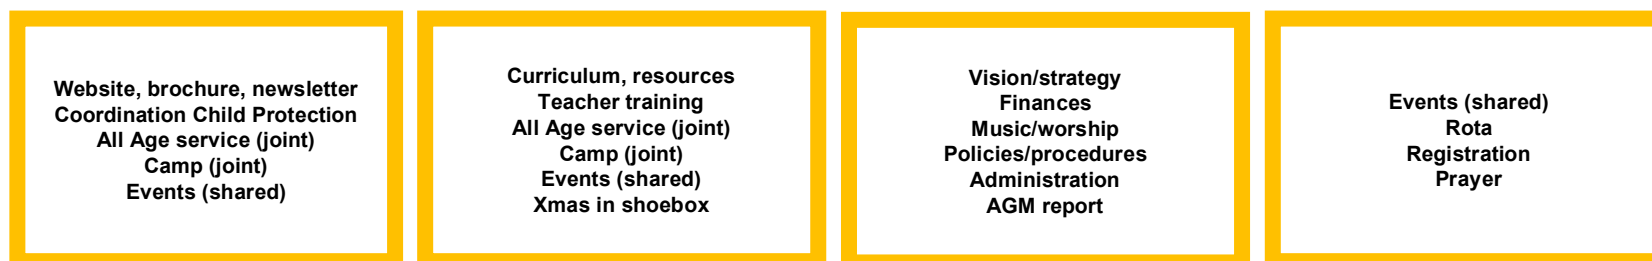 Website, brochure, newsletter
Coordination Child Protection
All Age service (joint)
Camp (joint)
Events (shared)
Curriculum, resources
Teacher training
All Age service (joint)
Camp (joint)
Events (shared)
Xmas in shoebox
Vision/strategy
Finances
Music/worship
Policies/procedures
Administration
AGM report
Events (shared)
Rota
Registration
Prayer